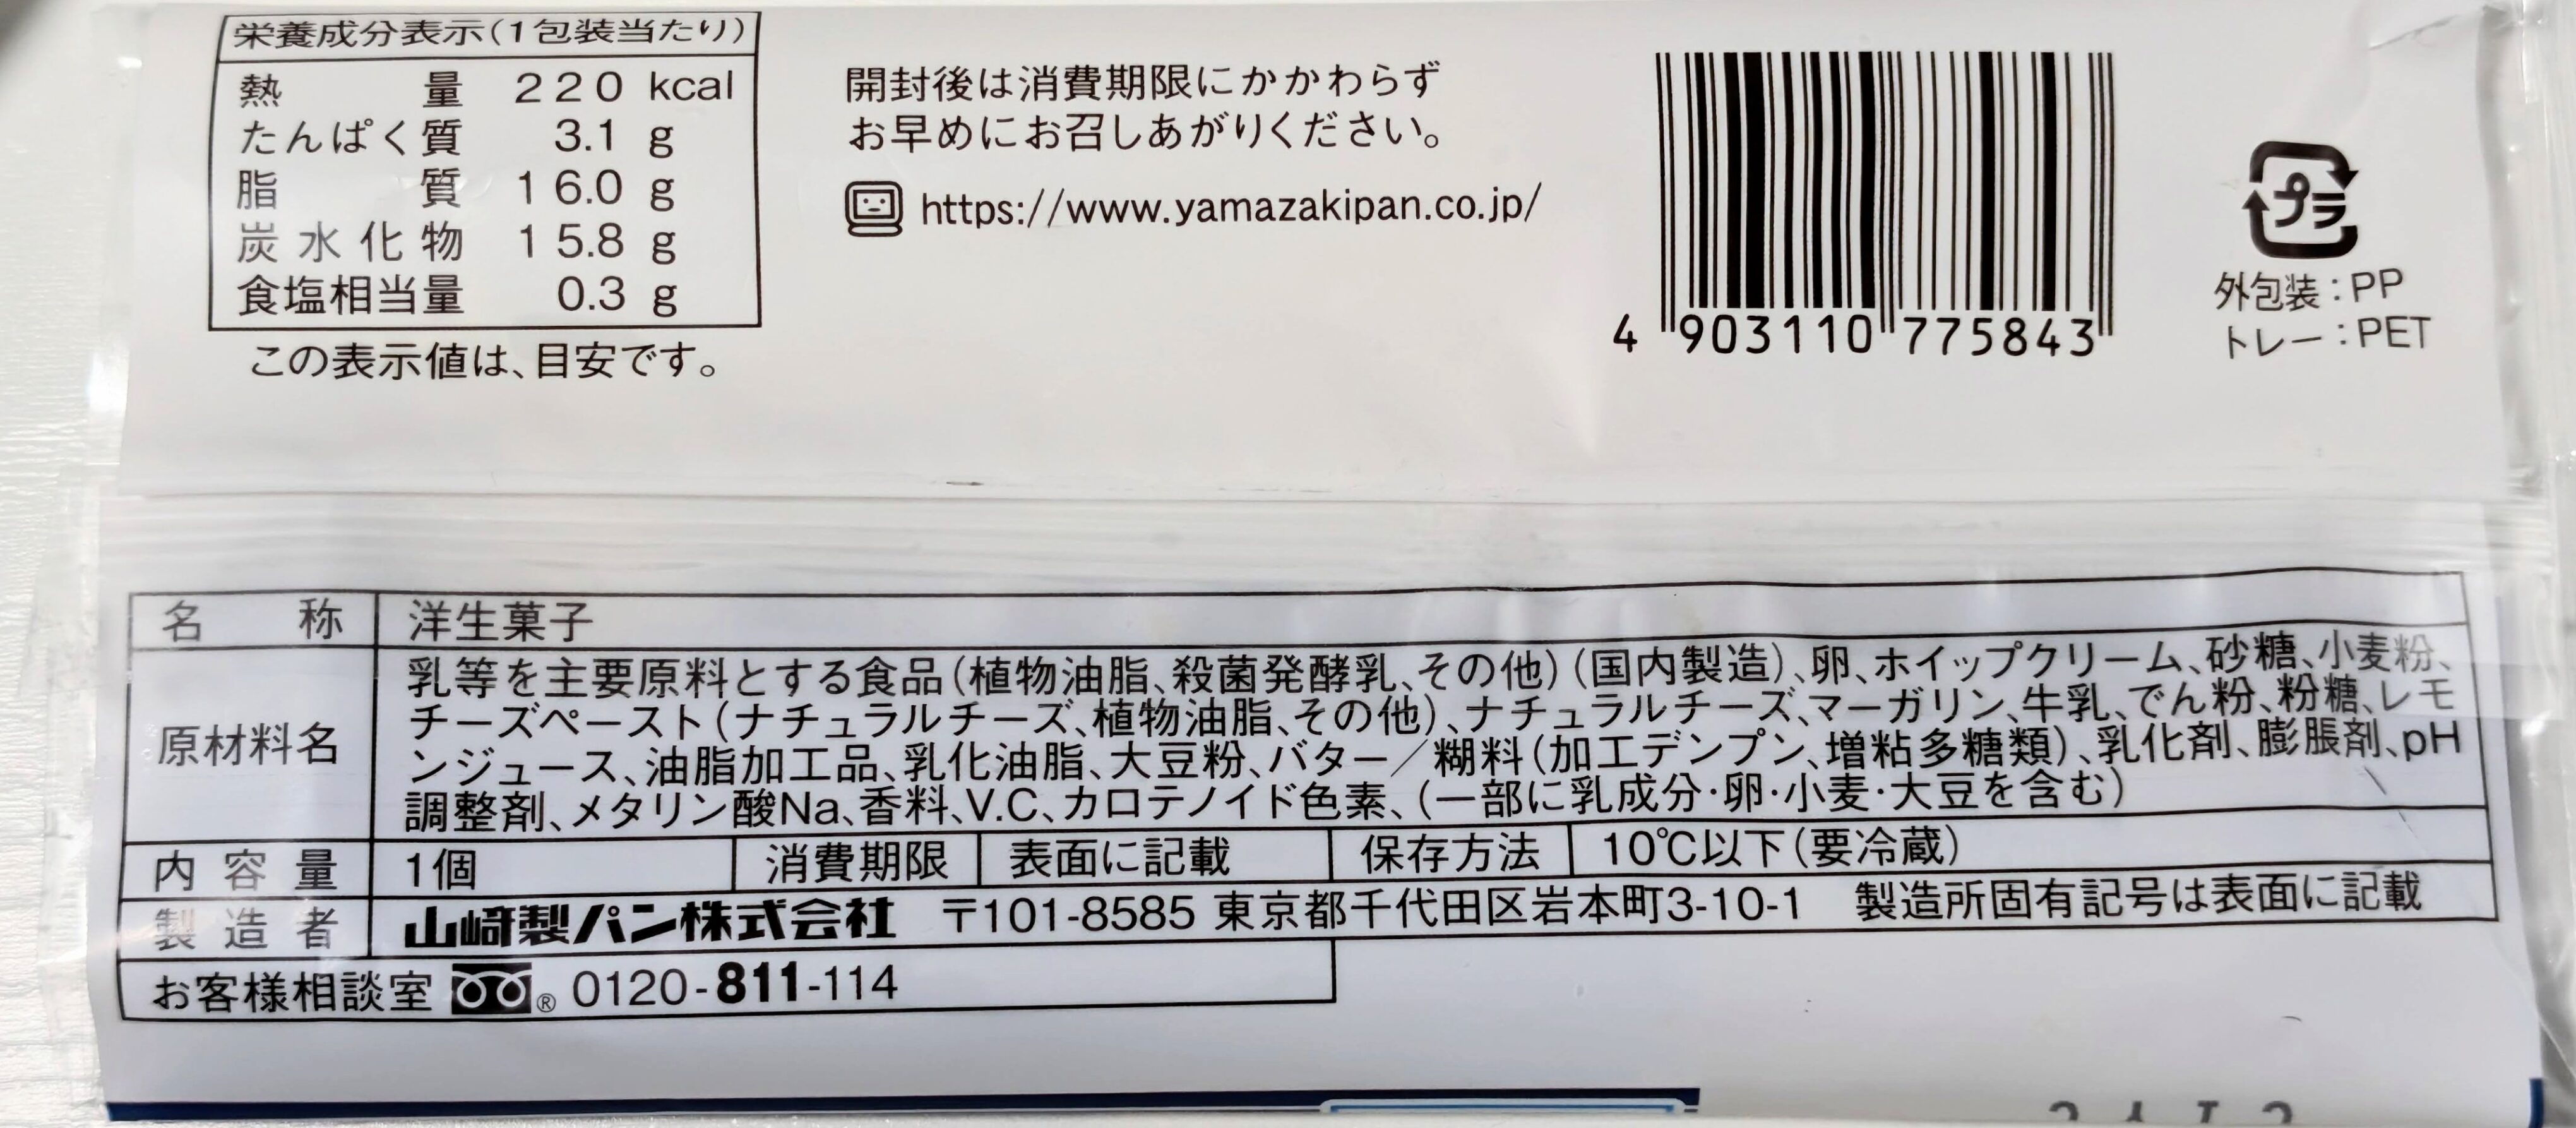 栄養成分表示(1包装当たり)
熱量 220 kcal
たんぱく質 3.1 g
脂質 16.0 g
炭水化物 15.8 g
食塩相当量 0.3 g
この表示値は、目安です。
開封後は消費期限にかかわらず
お早めにお召しあがりください。
https://www.yamazakipan.co.jp/
4 903110 775843
プラ
外包装:PP
トレー:PET
名称 洋生菓子
原材料名 乳等を主要原料とする食品(植物油脂、殺菌発酵乳、その他)(国内製造)、卵、ホイップクリーム、砂糖、小麦粉、
チーズペースト(ナチュラルチーズ、植物油脂、その他)、ナチュラルチーズ、マーガリン、牛乳、でん粉、粉糖、レモ
ンジュース、油脂加工品、乳化油脂、大豆粉、バター/糊料(加工デンプン、増粘多糖類)、乳化剤、膨脹剤、pH
調整剤、メタリン酸Na、香料、V.C、カロテノイド色素、(一部に乳成分・卵・小麦・大豆を含む)
内容量 1個 消費期限 表面に記載 保存方法 10℃以下(要冷蔵)
製造者 山崎製パン株式会社 〒101-8585 東京都千代田区岩本町3-10-1 製造所固有記号は表面に記載
お客様相談室 ® 0120-811-114